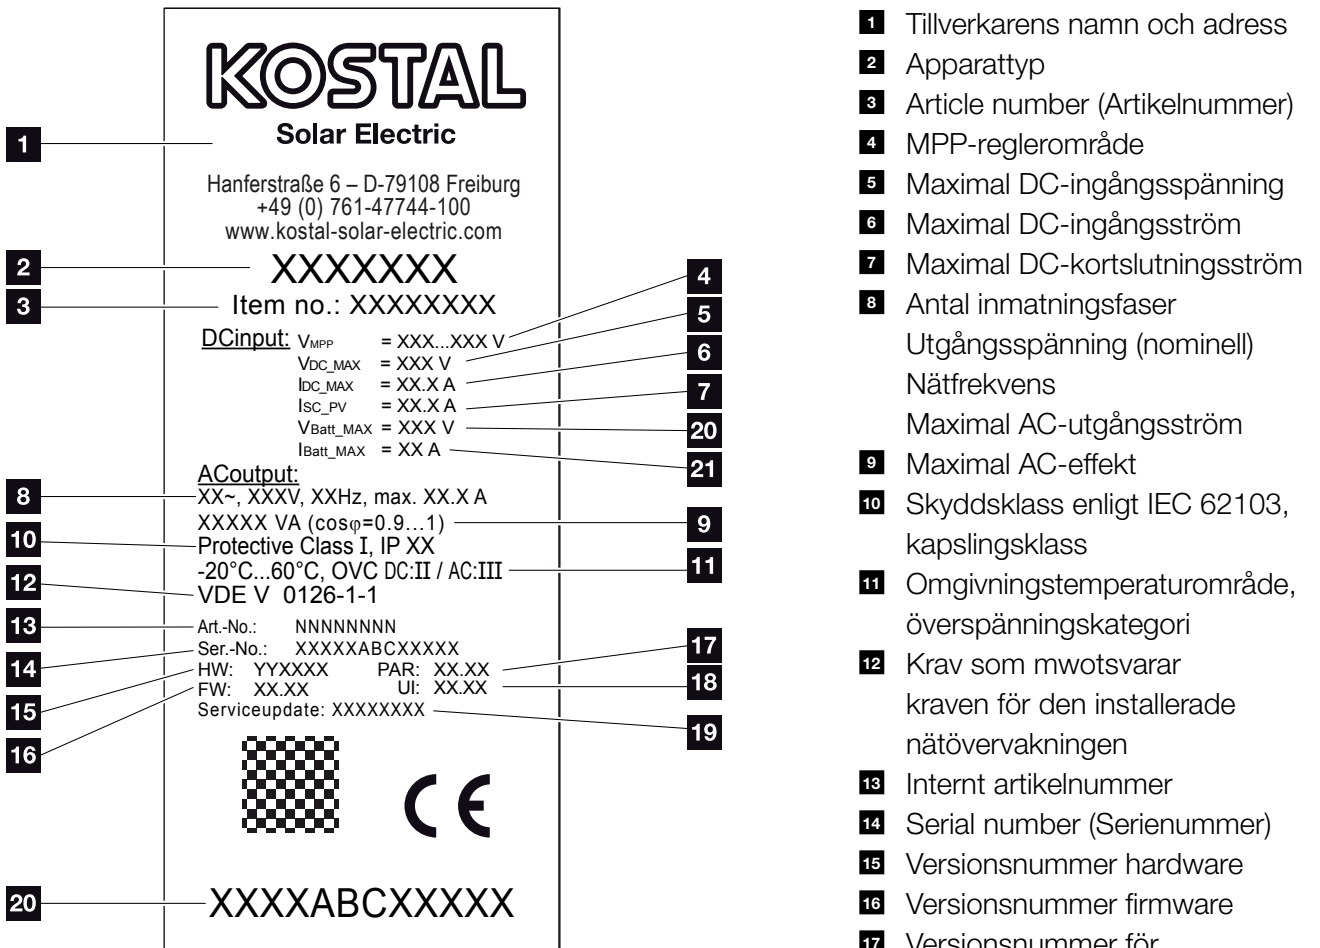 KOSTAL
Solar Electric
1
Hanferstraße 6 – D-79108 Freiburg
+49 (0) 761-47744-100
www.kostal-solar-electric.com
2
XXXXXXX
3
Item no.: XXXXXXXX
4
DCinput: VMPP = XXX...XXX V
5
VDC_MAX = XXX V
6
IDC_MAX = XX.X A
7
ISC_PV = XX.X A
20
VBatt_MAX = XXX V
21
IBatt_MAX = XX A
ACoutput:
8
XX~, XXXV, XXHz, max. XX.X A
9
XXXXX VA (cosφ=0.9...1)
10
Protective Class I, IP XX
11
-20°C...60°C, OVC DC:II / AC:III
12
VDE V 0126-1-1
13
Art.-No.: NNNNNNNN
14
Ser.-No.: XXXXXABCXXXXX
15
HW: YYXXXX PAR: XX.XX
17
16
FW: XX.XX UI: XX.XX
18
Serviceupdate: XXXXXXXX
19
CE
20
XXXXABCXXXXX
1 Tillverkarens namn och adress
2 Apparattyp
3 Article number (Artikelnummer)
4 MPP-reglerområde
5 Maximal DC-ingångsspänning
6 Maximal DC-ingångsström
7 Maximal DC-kortslutningsström
8 Antal inmatningsfaser
Utgångsspänning (nominell)
Nätfrekvens
Maximal AC-utgångsström
9 Maximal AC-effekt
10 Skyddsklass enligt IEC 62103,
kapslingsklass
11 Omgivningstemperaturområde,
överspänningskategori
12 Krav som mwotsvarar
kraven för den installerade
nätövervakningen
13 Internt artikelnummer
14 Serial number (Serienummer)
15 Versionsnummer hardware
16 Versionsnummer firmware
17 Versionsnummer för